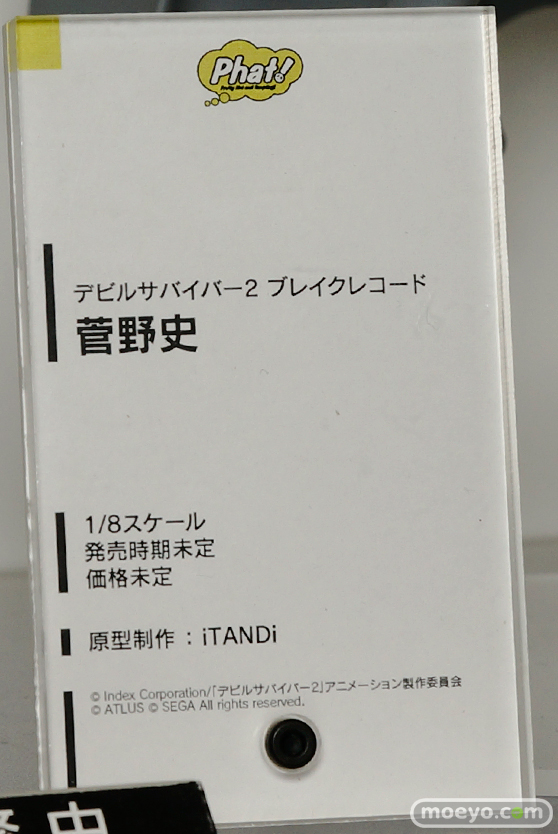 Phat!
デビルサバイバー2 ブレイクレコード
菅野史
1/8スケール
発売時期未定
価格未定
原型制作：iTANDi
© Index Corporation/「デビルサバイバー2」アニメーション製作委員会
© ATLUS © SEGA All rights reserved.
中
moeyo.com